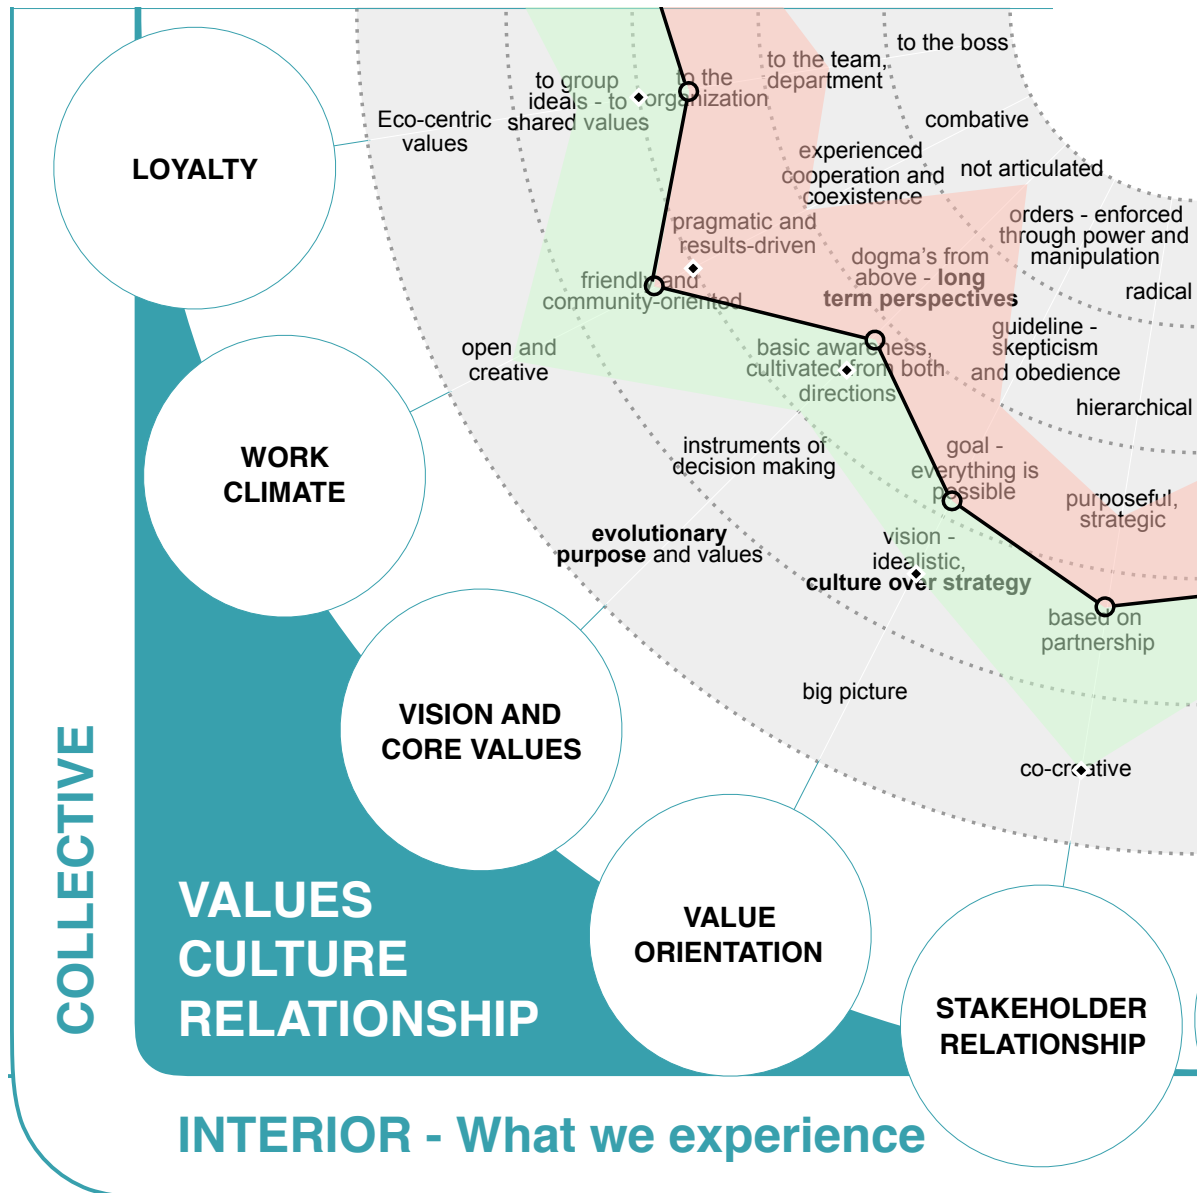 to the boss
to the team,
department
to the
organization
to group
ideals - to
shared values
Eco-centric
values
LOYALTY
combative
experienced
cooperation and
coexistence
pragmatic and
results-driven
friendly and
community-oriented
open and
creative
WORK
CLIMATE
not articulated
orders - enforced
through power and
manipulation
dogma's from
above - long
term perspectives
basic awareness,
cultivated from both
directions
instruments of
decision making
evolutionary
purpose and values
VISION AND
CORE VALUES
radical
guideline -
skepticism
and obedience
goal -
everything is
possible
vision -
idealistic,
culture over strategy
big picture
VALUE
ORIENTATION
hierarchical
purposeful,
strategic
based on
partnership
co-creative
STAKEHOLDER
RELATIONSHIP
COLLECTIVE
VALUES
CULTURE
RELATIONSHIP
INTERIOR - What we experience